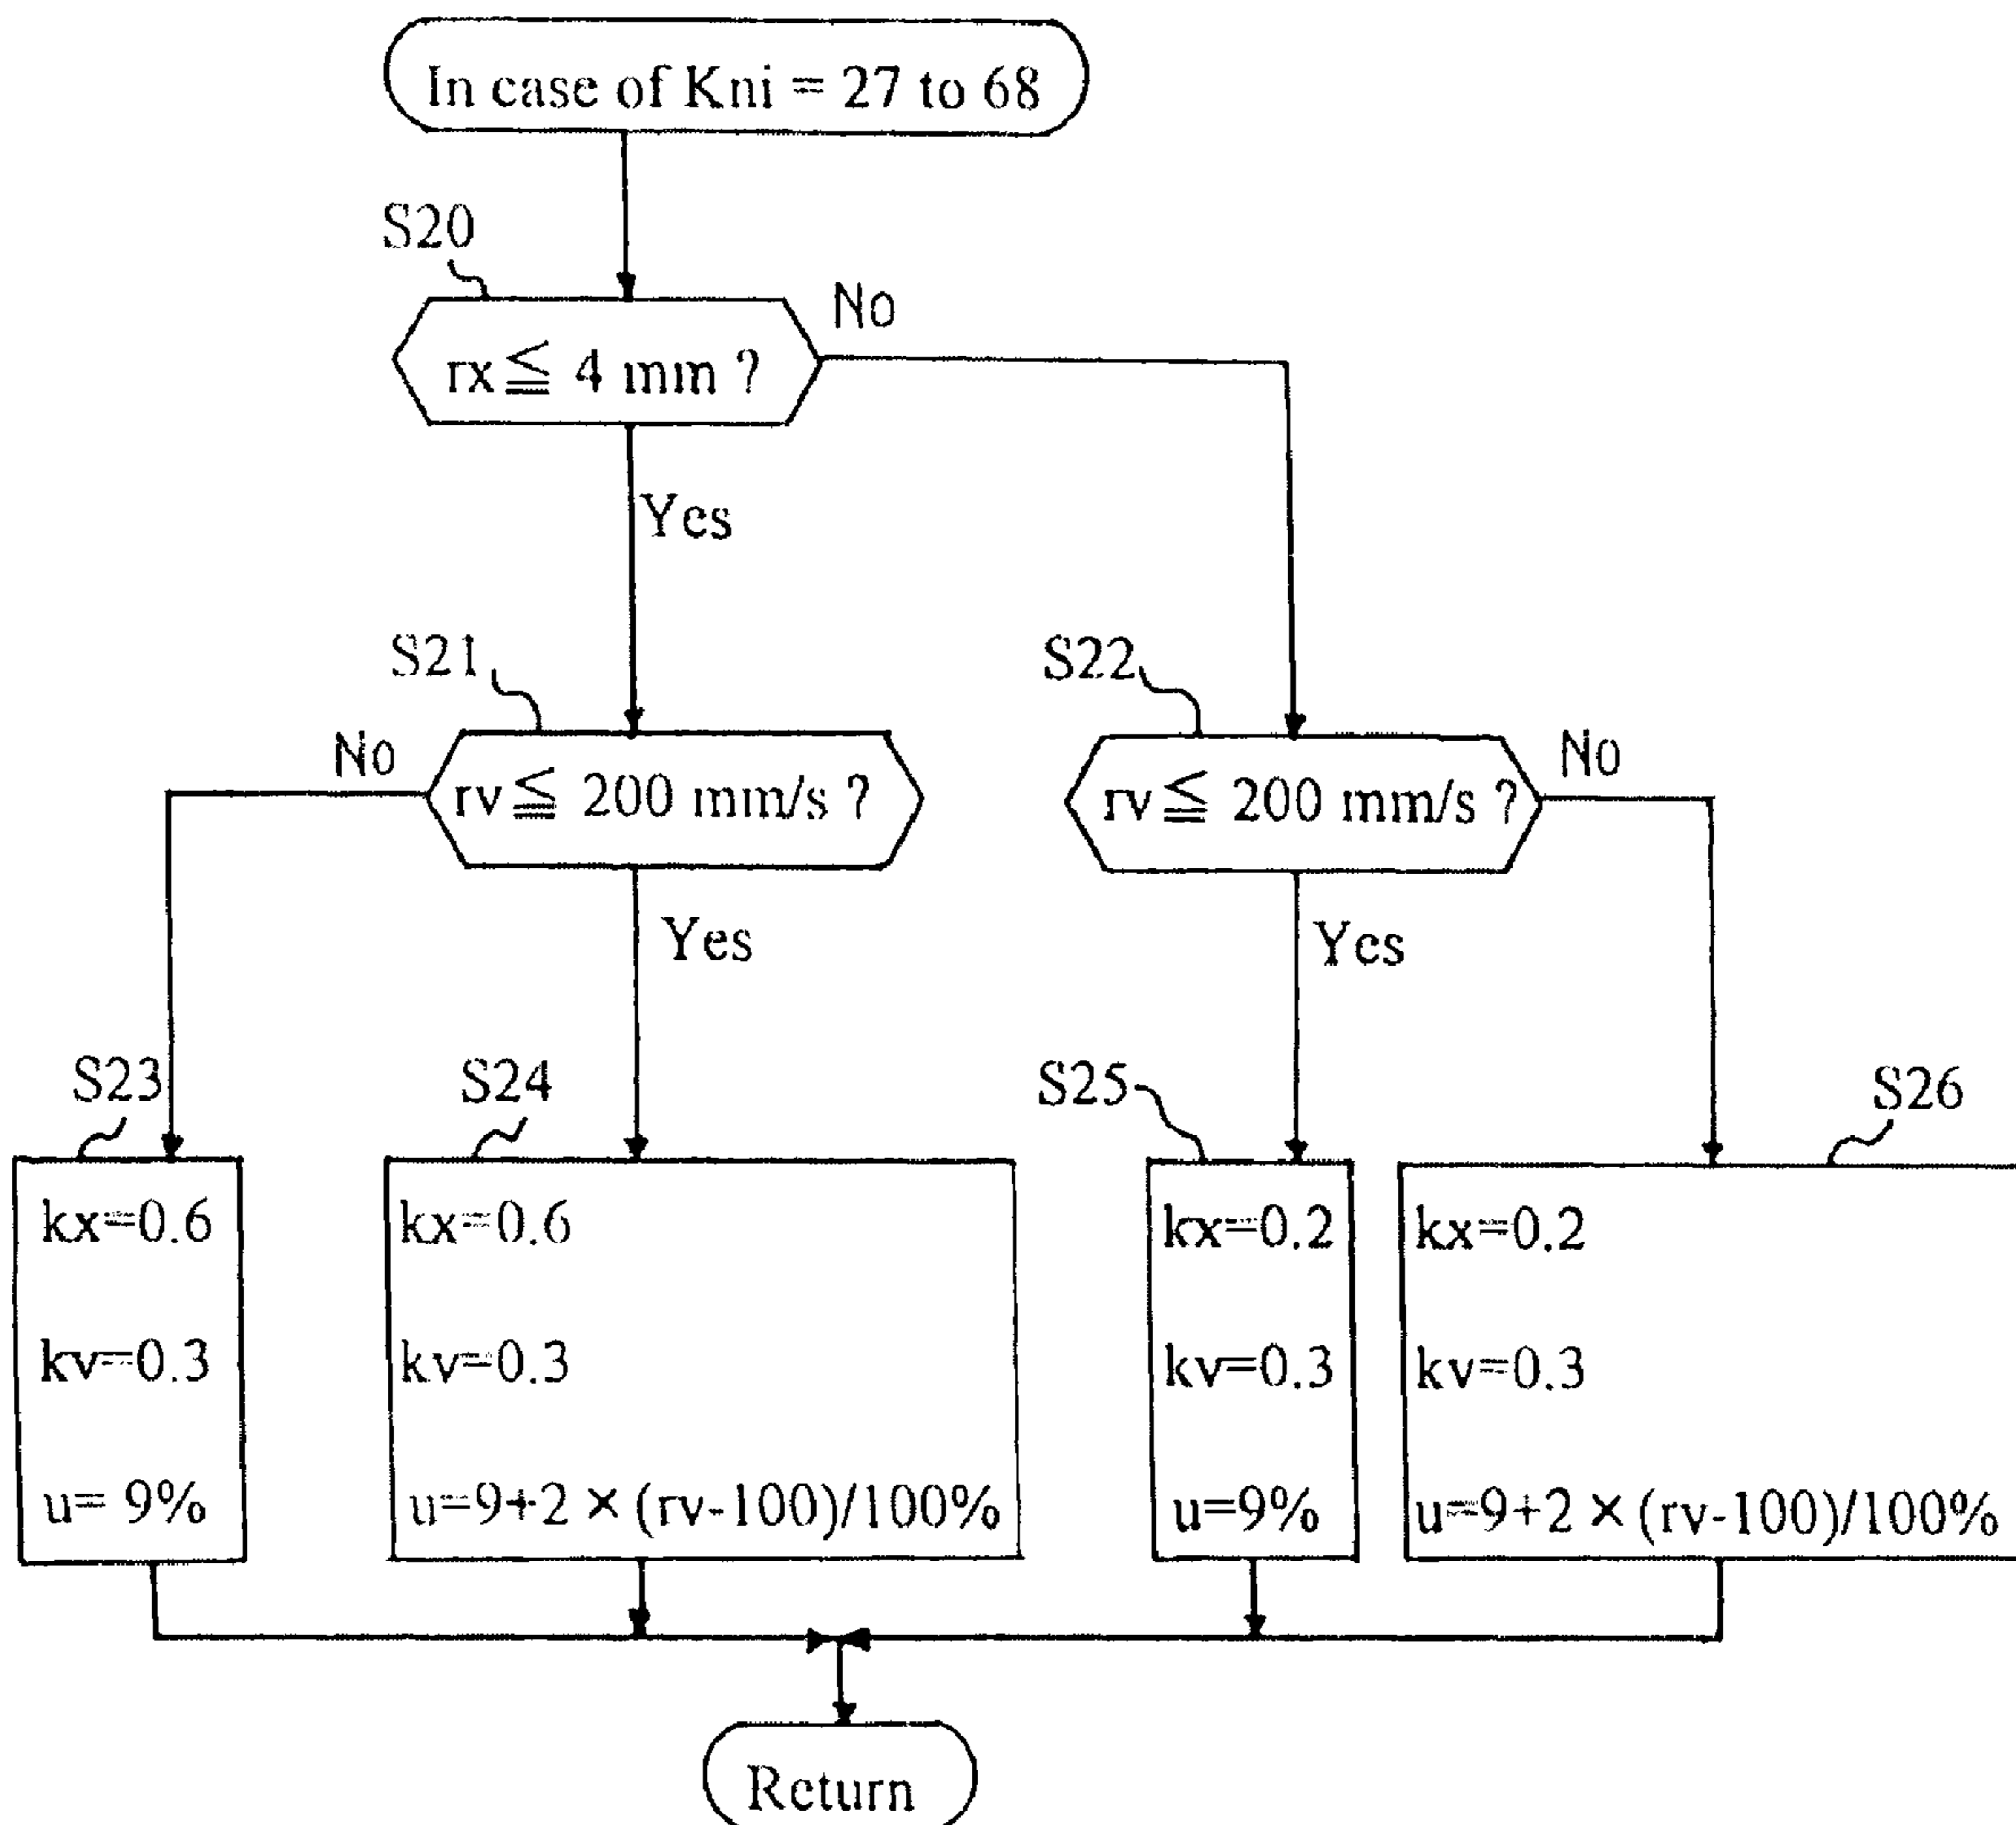 In case of Kni = 27 to 68
S20
No
rx ≦ 4 mm ?
Yes
S21
S22
No
rv ≦ 200 mm/s ?
rv ≦ 200 mm/s ?
No
Yes
Yes
S23
S24
S25
S26
kx=0.6
kv=0.3
u= 9%
kx=0.6
kv=0.3
u=9+2 × (rv-100)/100%
kx=0.2
kv=0.3
u=9%
kx=0.2
kv=0.3
u=9+2 × (rv-100)/100%
Return